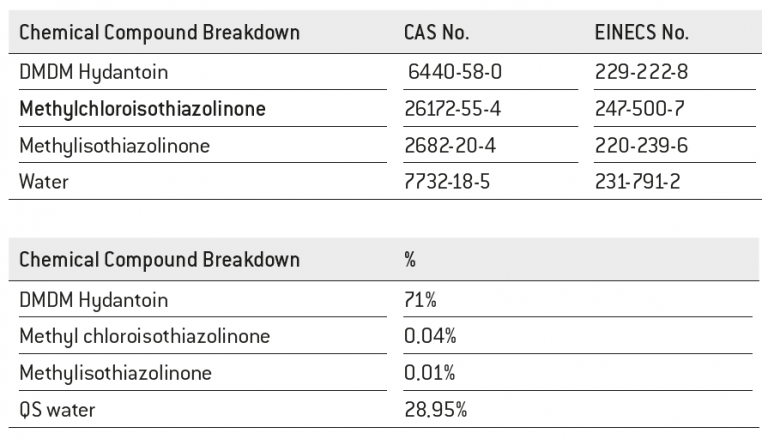 Chemical Compound Breakdown CAS No. EINECS No.
DMDM Hydantoin 6440-58-0 229-222-8
Methylchloroisothiazolinone 26172-55-4 247-500-7
Methylisothiazolinone 2682-20-4 220-239-6
Water 7732-18-5 231-791-2
Chemical Compound Breakdown %
DMDM Hydantoin 71%
Methyl chloroisothiazolinone 0.04%
Methylisothiazolinone 0.01%
QS water 28.95%